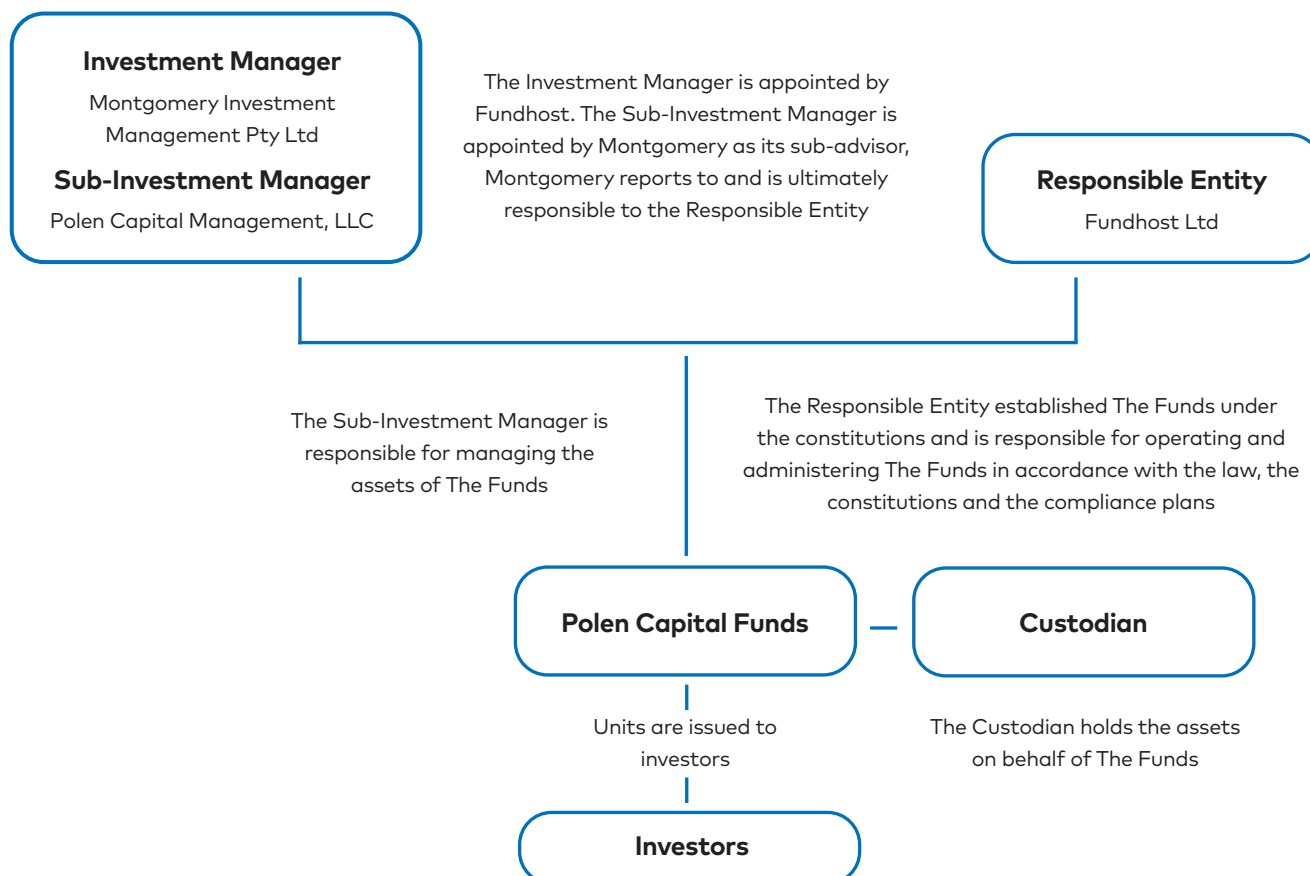 Investment Manager
Montgomery Investment
Management Pty Ltd
Sub-Investment Manager
Polen Capital Management, LLC
The Investment Manager is appointed by
Fundhost. The Sub-Investment Manager is
appointed by Montgomery as its sub-advisor,
Montgomery reports to and is ultimately
responsible to the Responsible Entity
Responsible Entity
Fundhost Ltd
The Sub-Investment Manager is
responsible for managing the
assets of The Funds
The Responsible Entity established The Funds under
the constitutions and is responsible for operating and
administering The Funds in accordance with the law, the
constitutions and the compliance plans
Polen Capital Funds
Custodian
Units are issued to
investors
The Custodian holds the assets
on behalf of The Funds
Investors